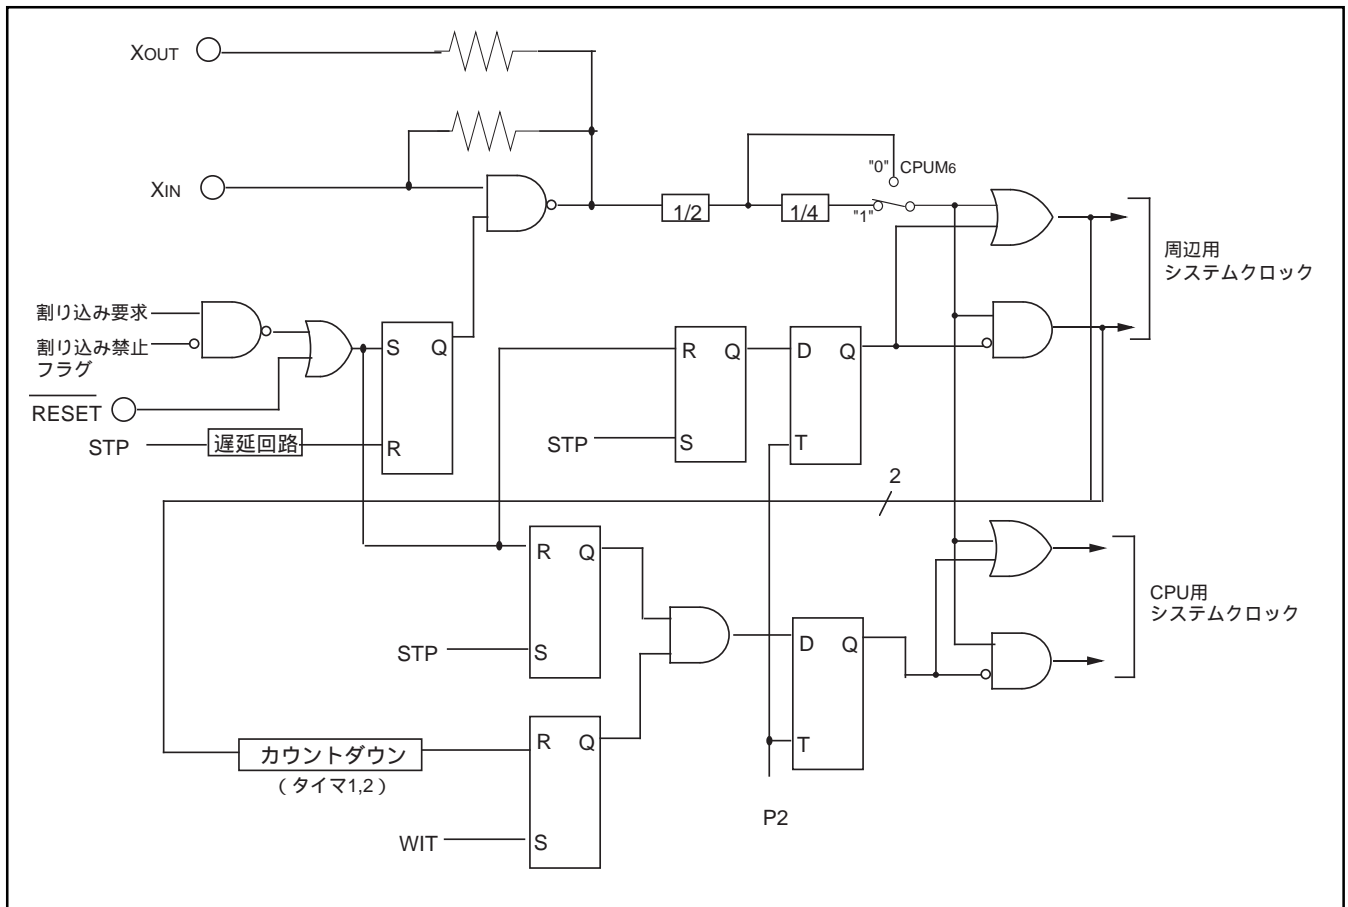 XOUT
XIN
1/2
1/4
"0" CPUM6
"1"
周辺用
システムクロック
割り込み要求
割り込み禁止
フラグ
RESET
STP
遅延回路
S Q
R
R Q
S
STP
D Q
T
2
R Q
S
STP
D Q
T
CPU用
システムクロック
カウントダウン
(タイマ1,2)
R Q
S
WIT
P2